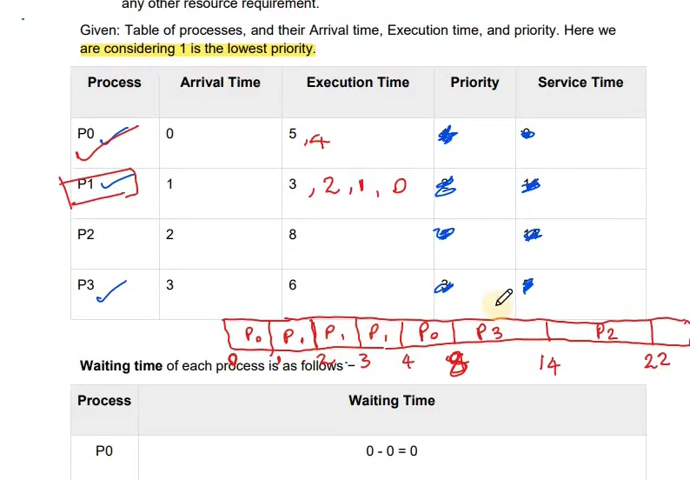 any other resource requirement.
Given: Table of processes, and their Arrival time, Execution time, and priority. Here we
are considering 1 is the lowest priority.
Process Arrival Time Execution Time Priority Service Time
P0 0 5 ,4
P1 1 3 , 2, 1, 0
P2 2 8
P3 3 6
P0 P1 P1 P1 P0 P3 P2
0 1 2 3 4 8 14 22
Waiting time of each process is as follows -
Process Waiting Time
P0 0 - 0 = 0